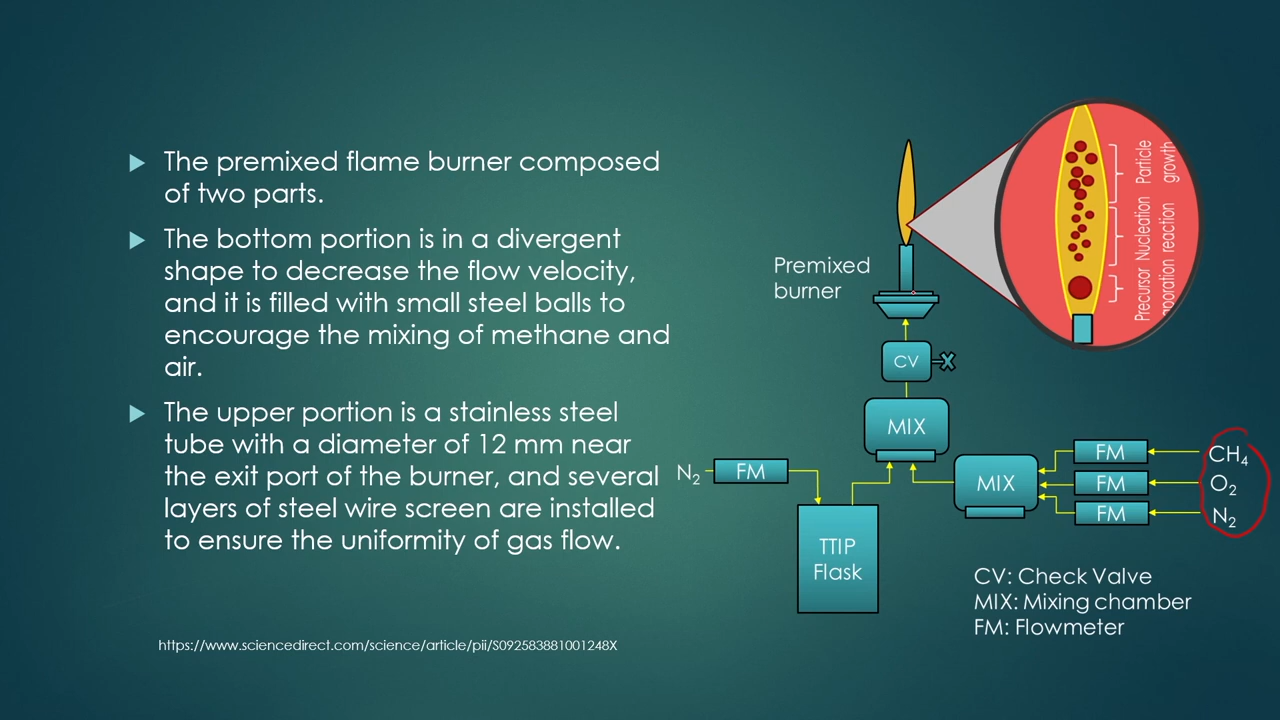 The premixed flame burner composed
of two parts.
The bottom portion is in a divergent
shape to decrease the flow velocity,
and it is filled with small steel balls to
encourage the mixing of methane and
air.
The upper portion is a stainless steel
tube with a diameter of 12 mm near
the exit port of the burner, and several
layers of steel wire screen are installed
to ensure the uniformity of gas flow.
https://www.sciencedirect.com/science/article/pii/S092583881001248X
Premixed
burner
CV
MIX
N2
FM
TTIP
Flask
MIX
FM
CH4
FM
O2
FM
N2
Precursor Nucleation Particle
aporation reaction growth
CV: Check Valve
MIX: Mixing chamber
FM: Flowmeter